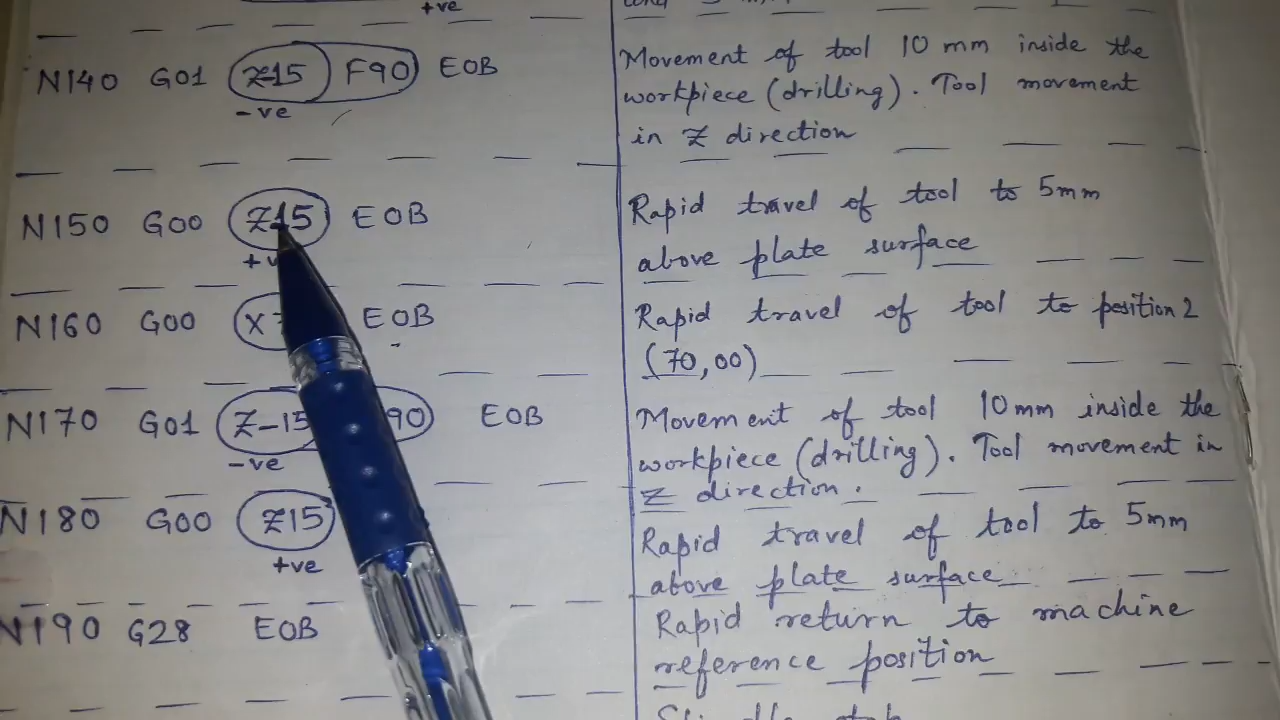 +ve
N140 G01 Z-15 F90 EOB
-ve
Movement of tool 10 mm inside the
workpiece (drilling). Tool movement
in Z direction
N150 G00 Z15 EOB
Rapid travel of tool to 5mm
above plate surface
N160 G00 X EOB
Rapid travel of tool to position 2
(70,00)
N170 G01 Z-15 90 EOB
-ve
Movement of tool 10mm inside the
workpiece (drilling). Tool movement in
Z direction.
N180 G00 Z15
+ve
Rapid travel of tool to 5mm
above plate surface
N190 G28 EOB
Rapid return to machine
reference position